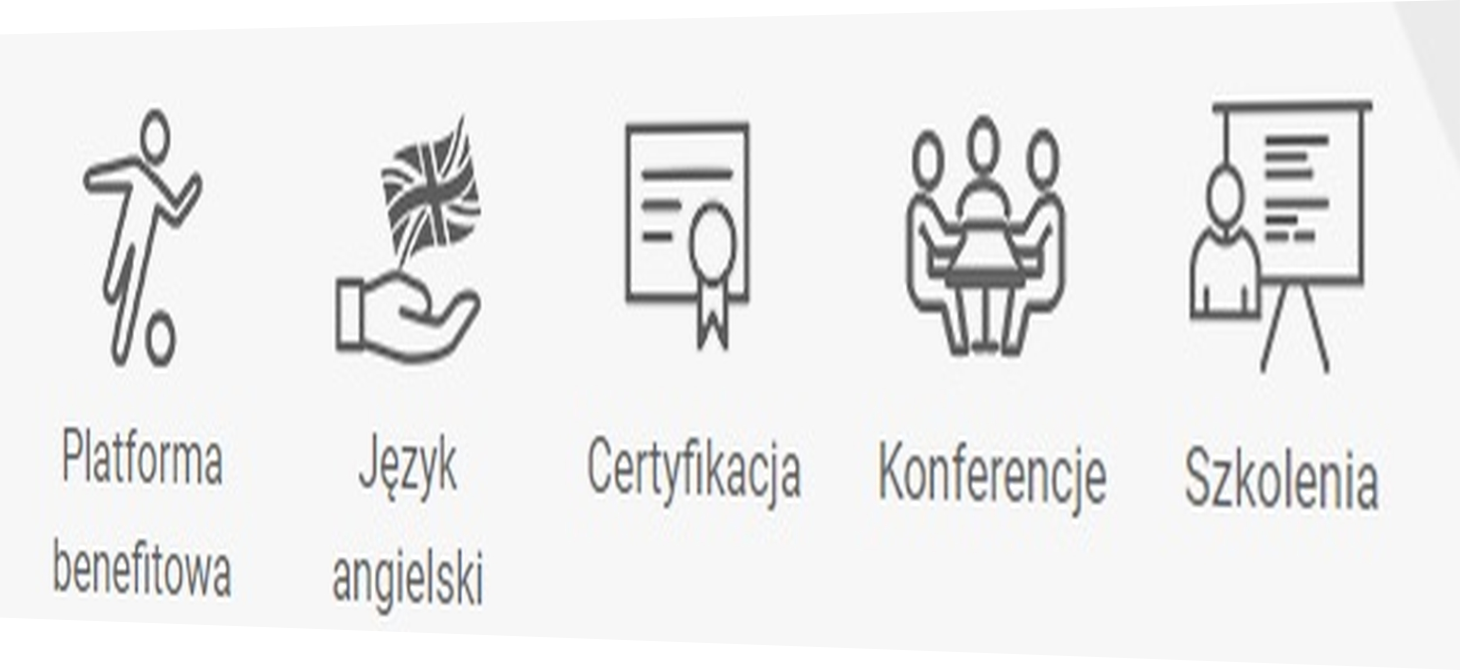 Platforma
benefitowa
Język
angielski
Certyfikacja
Konferencje
Szkolenia